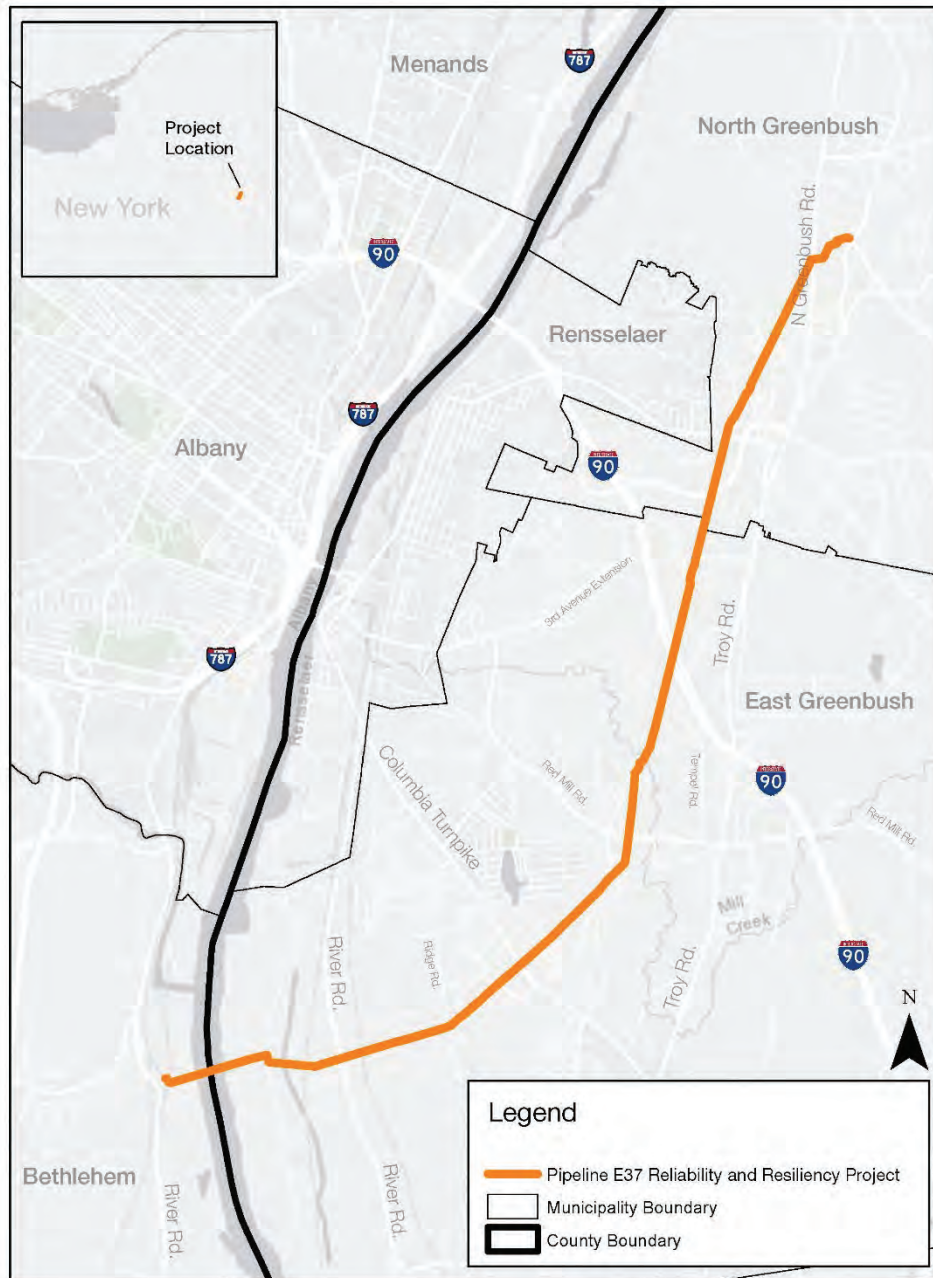 Project
Location
New York
Menands
INTERSTATE
787
North Greenbush
N Greenbush Rd.
90
Rensselaer
787
Albany
90
3rd Avenue Extension
Albany
Rensselaer
787
Troy Rd.
East Greenbush
Columbia Turnpike
Red Mill Rd.
Tempel Rd.
90
Red Mill Rd.
Mill
Creek
River Rd.
Ridge Rd.
Troy Rd.
90
N
Bethlehem
River Rd.
River Rd.
Legend
Pipeline E37 Reliability and Resiliency Project
Municipality Boundary
County Boundary